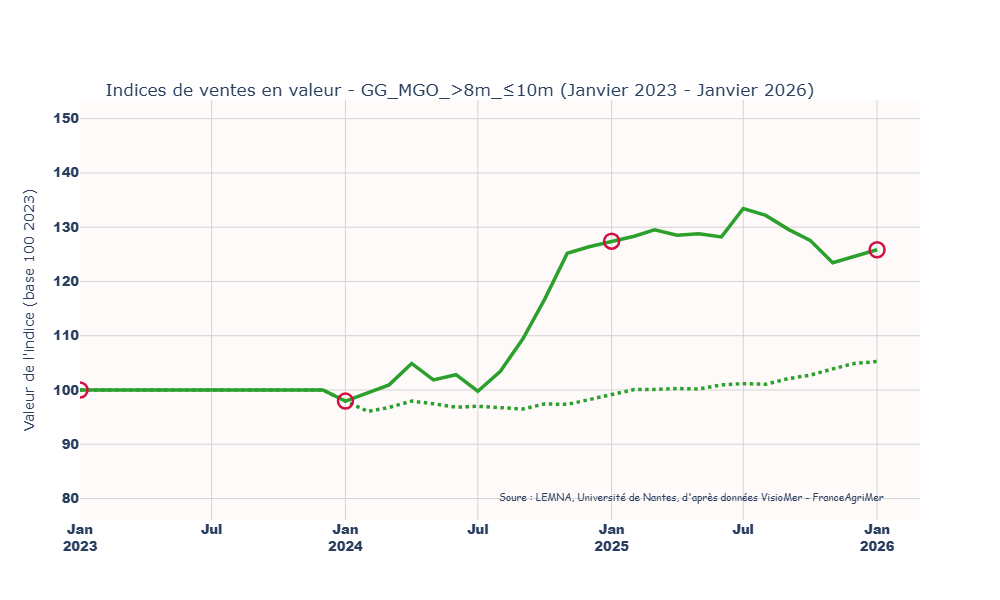 Indices de ventes en valeur - GG_MGO_>8m_≤10m (Janvier 2023 - Janvier 2026)
Valeur de l'indice (base 100 2023)
150
140
130
120
110
100
90
80
Soure : LEMNA, Université de Nantes, d'après données VisioMer - FranceAgriMer
Jan Jul Jan Jul Jan Jul Jan
2023 2024 2025 2026